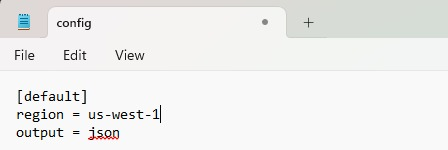 config
File Edit View
[default]
region = us-west-1
output = json